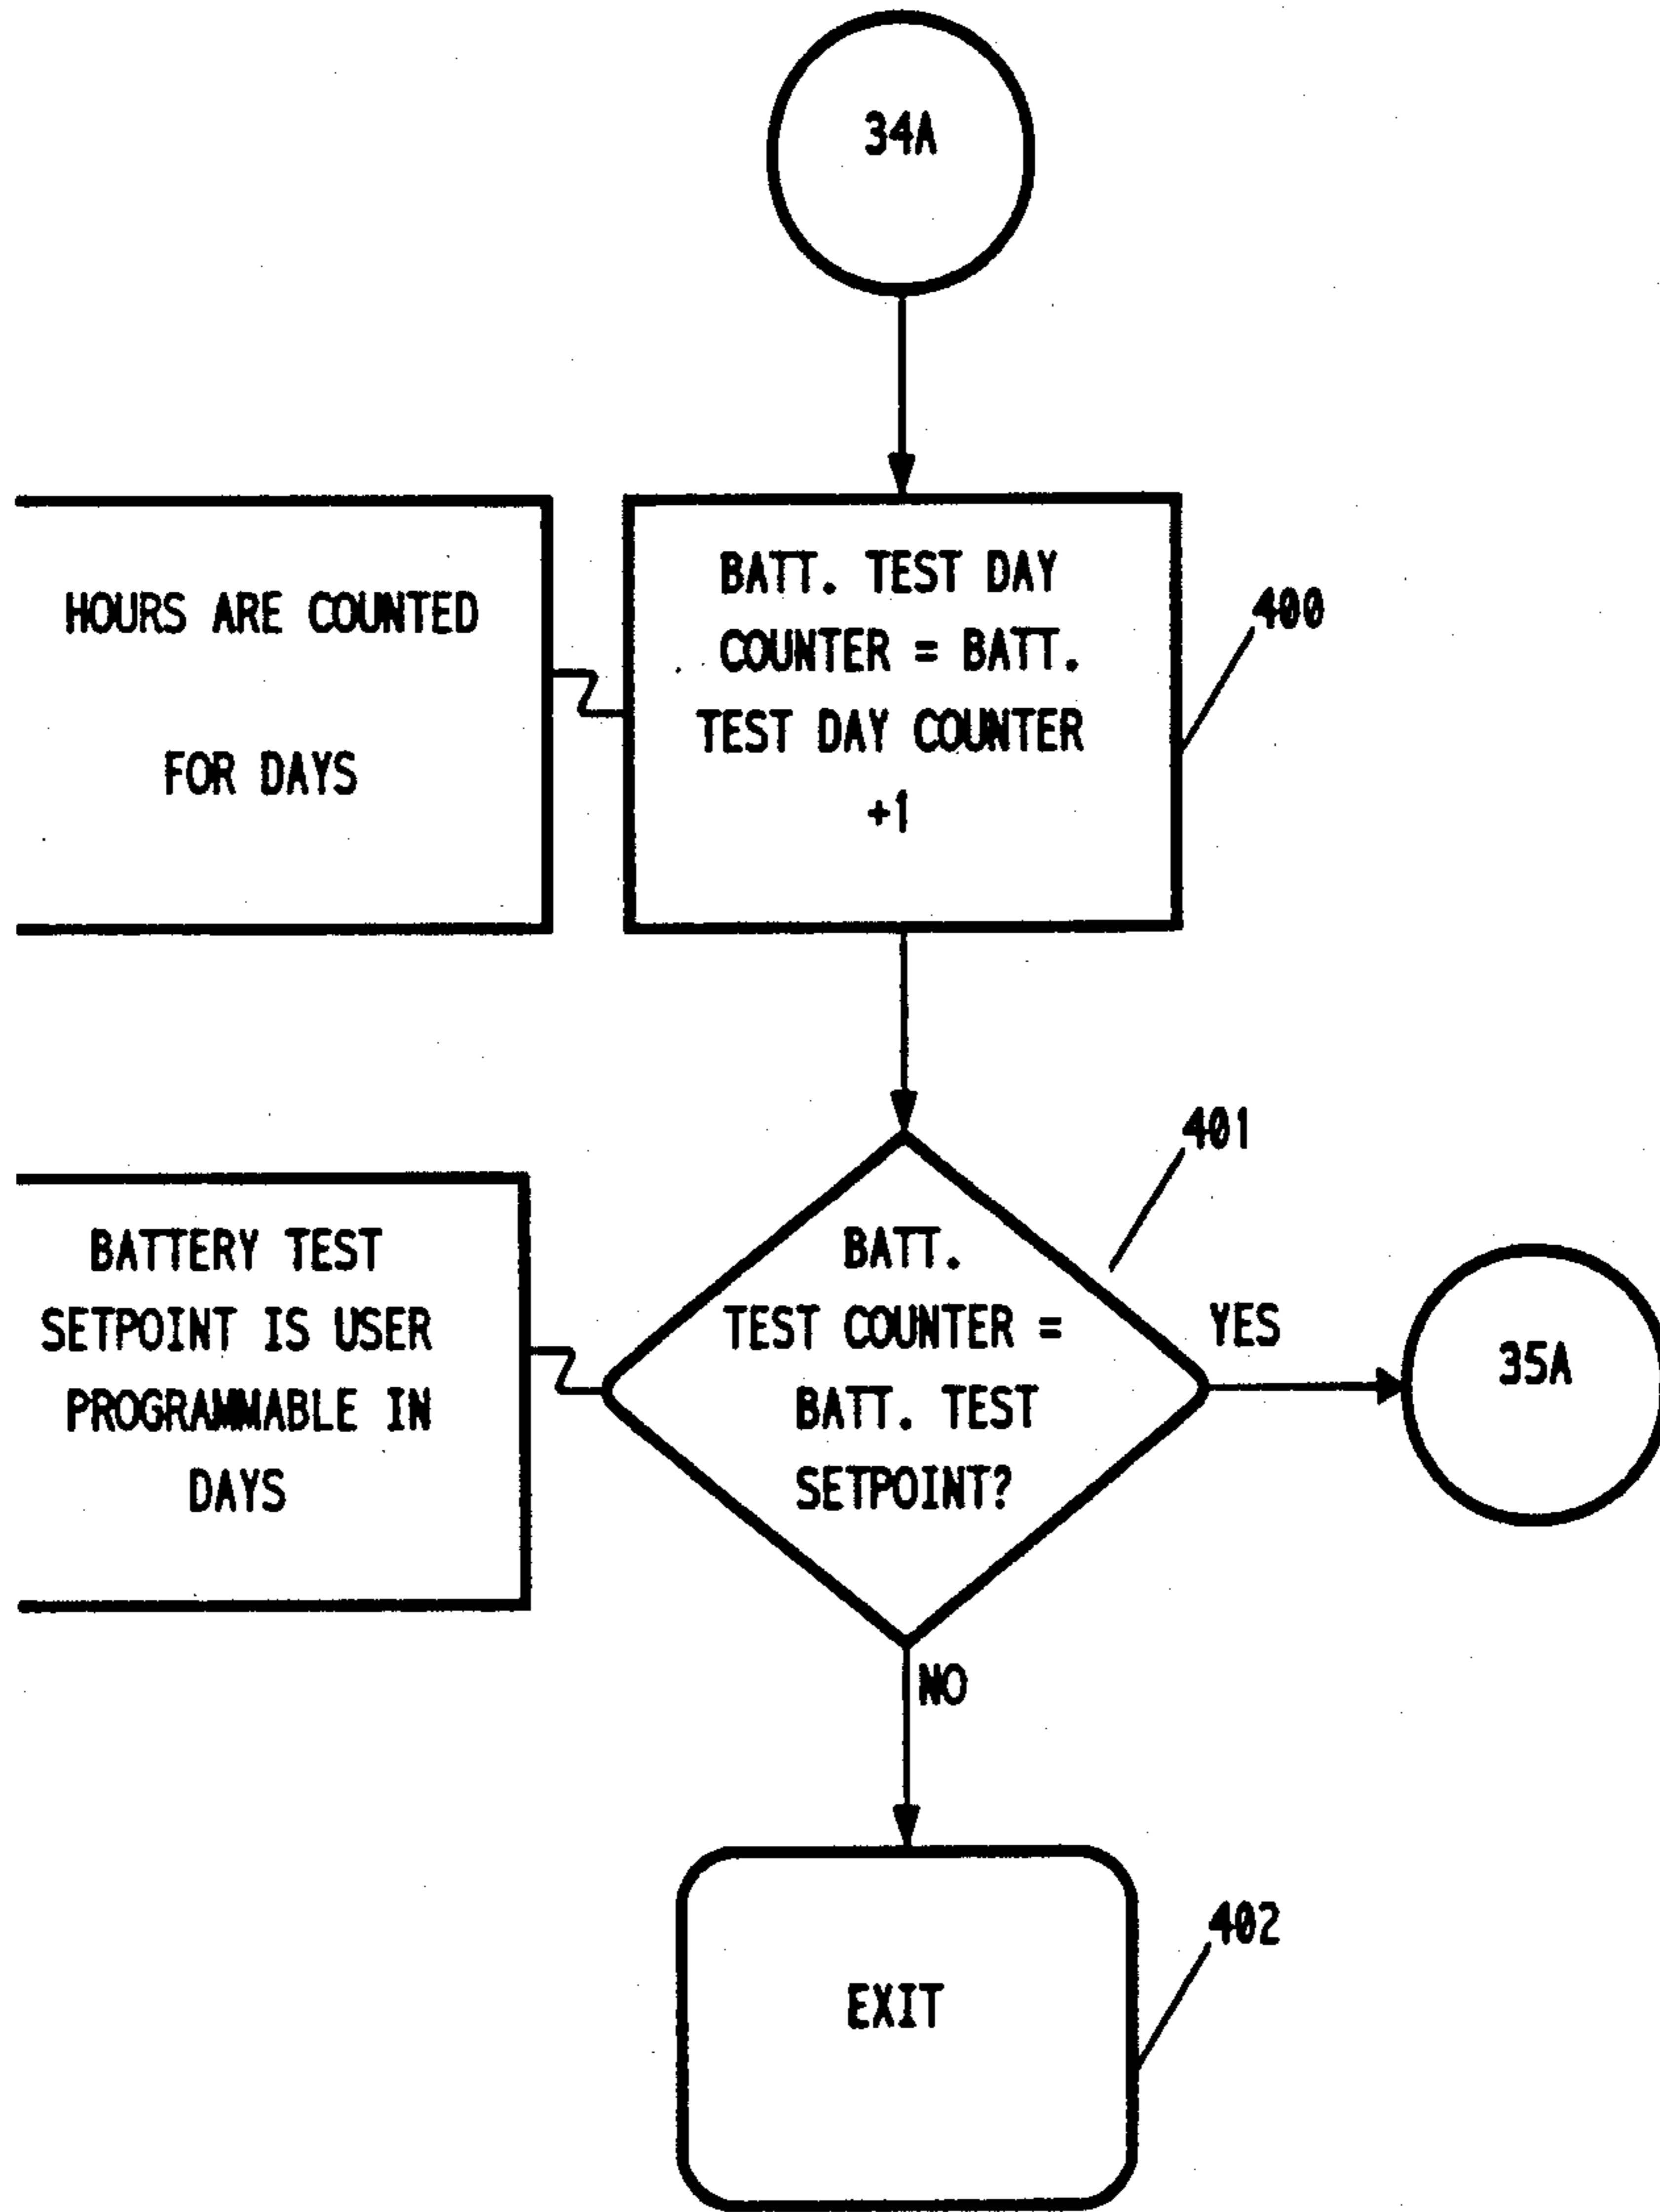 34A
HOURS ARE COUNTED
FOR DAYS
BATT. TEST DAY
COUNTER = BATT.
TEST DAY COUNTER
+1
400
BATTERY TEST
SETPOINT IS USER
PROGRAMMABLE IN
DAYS
BATT.
TEST COUNTER =
BATT. TEST
SETPOINT?
401
YES
35A
NO
EXIT
402